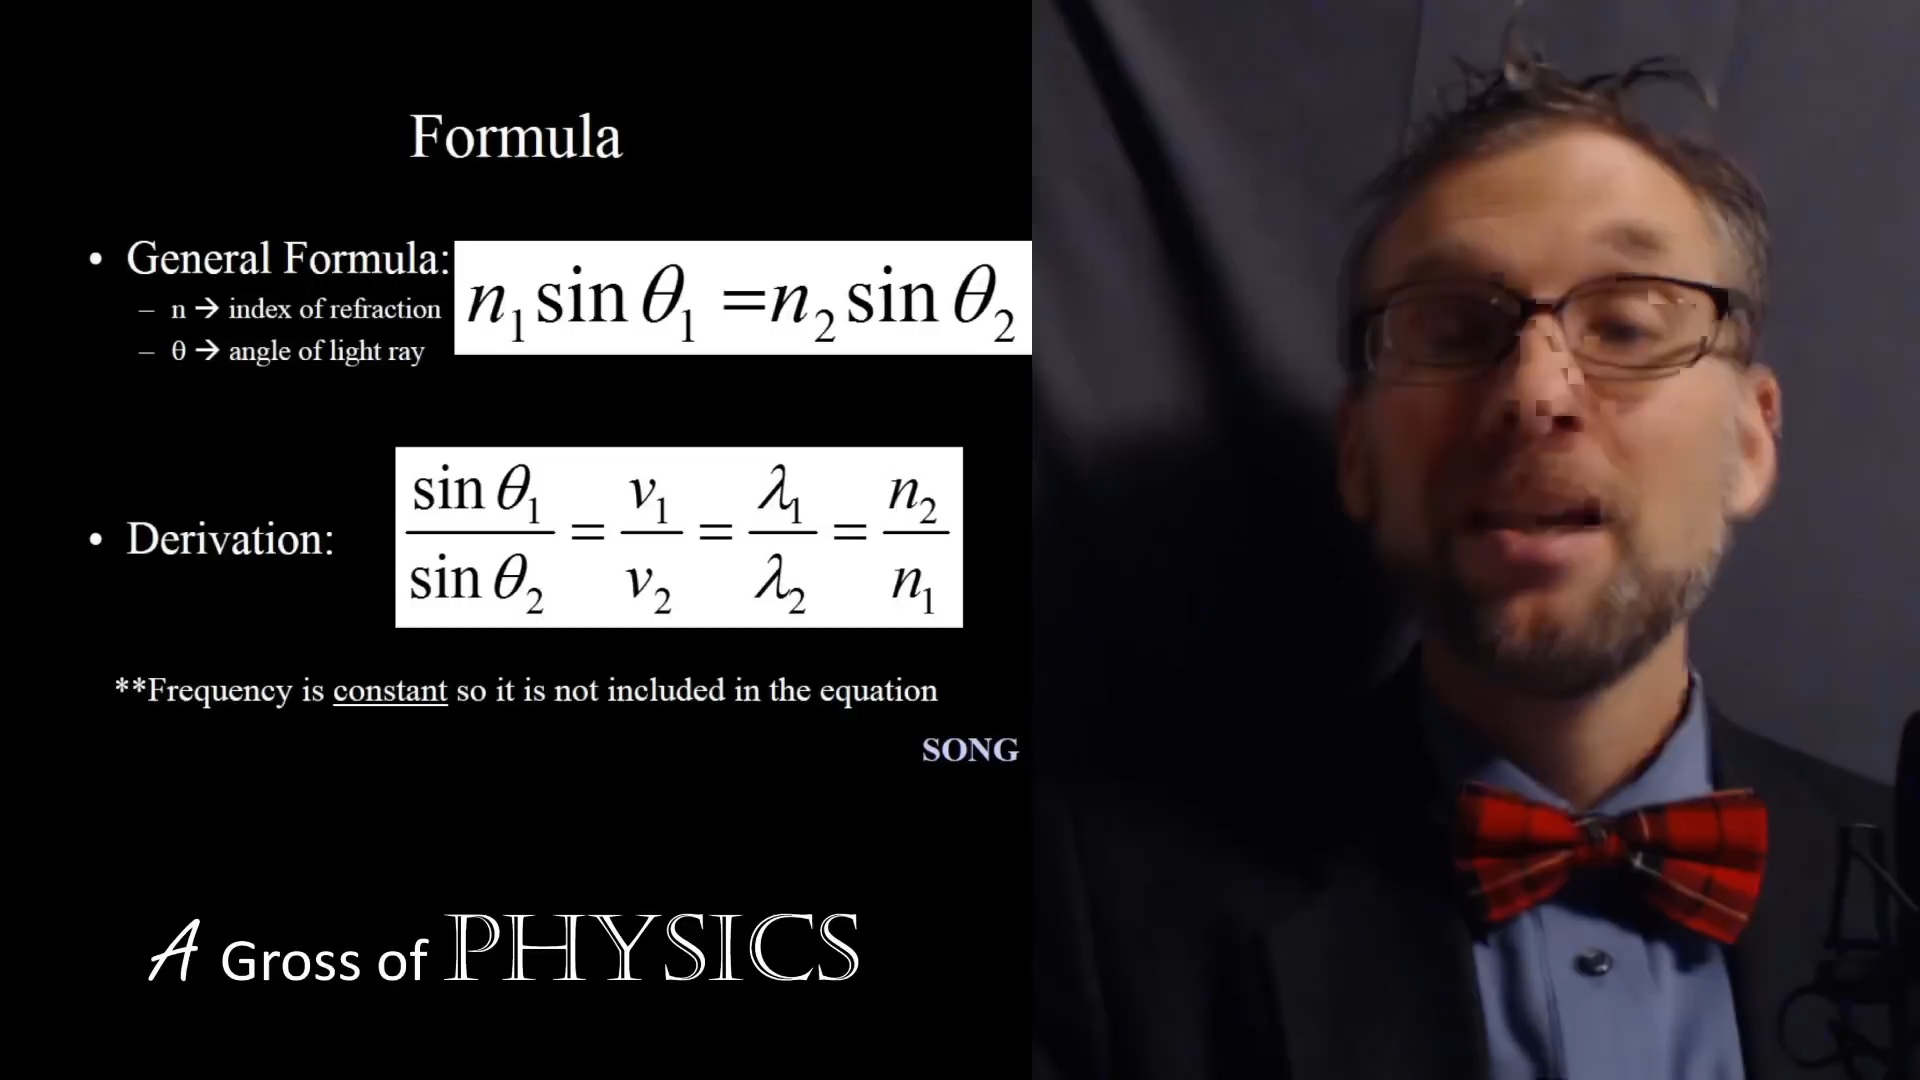 Formula
• General Formula: n₁ sin θ₁ = n₂ sin θ₂
– n → index of refraction
– θ → angle of light ray
• Derivation: sin θ₁ / sin θ₂ = v₁ / v₂ = λ₁ / λ₂ = n₂ / n₁
**Frequency is constant so it is not included in the equation
SONG
A Gross of PHYSICS